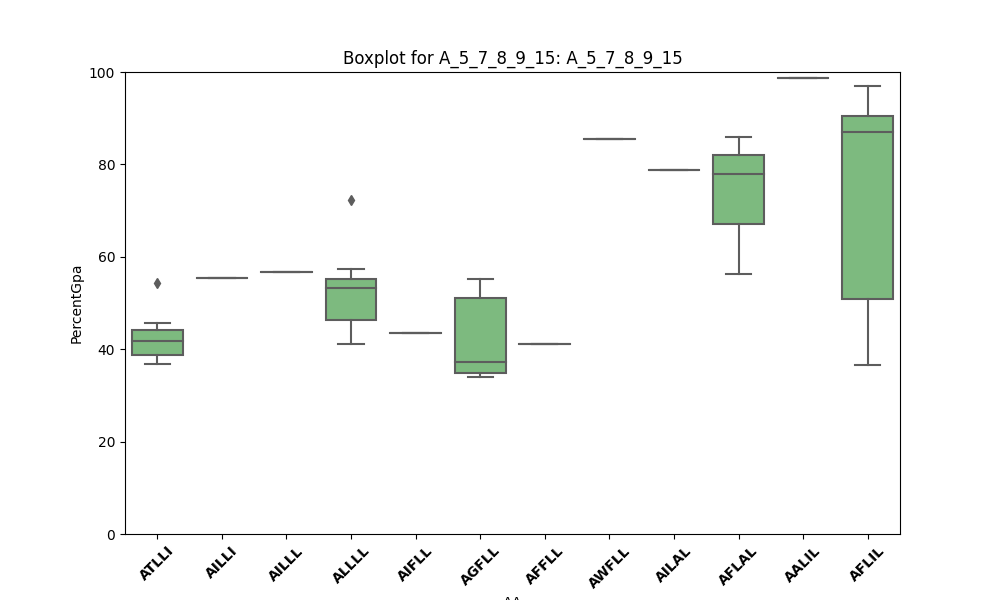 Boxplot for A_5_7_8_9_15: A_5_7_8_9_15
100
80
60
40
20
0
PercentGpa
ATLLI AILLI AILLL ALLLL AIFLL AGFLL AFFLL AWFLL AILAL AFLAL AALIL AFLIL